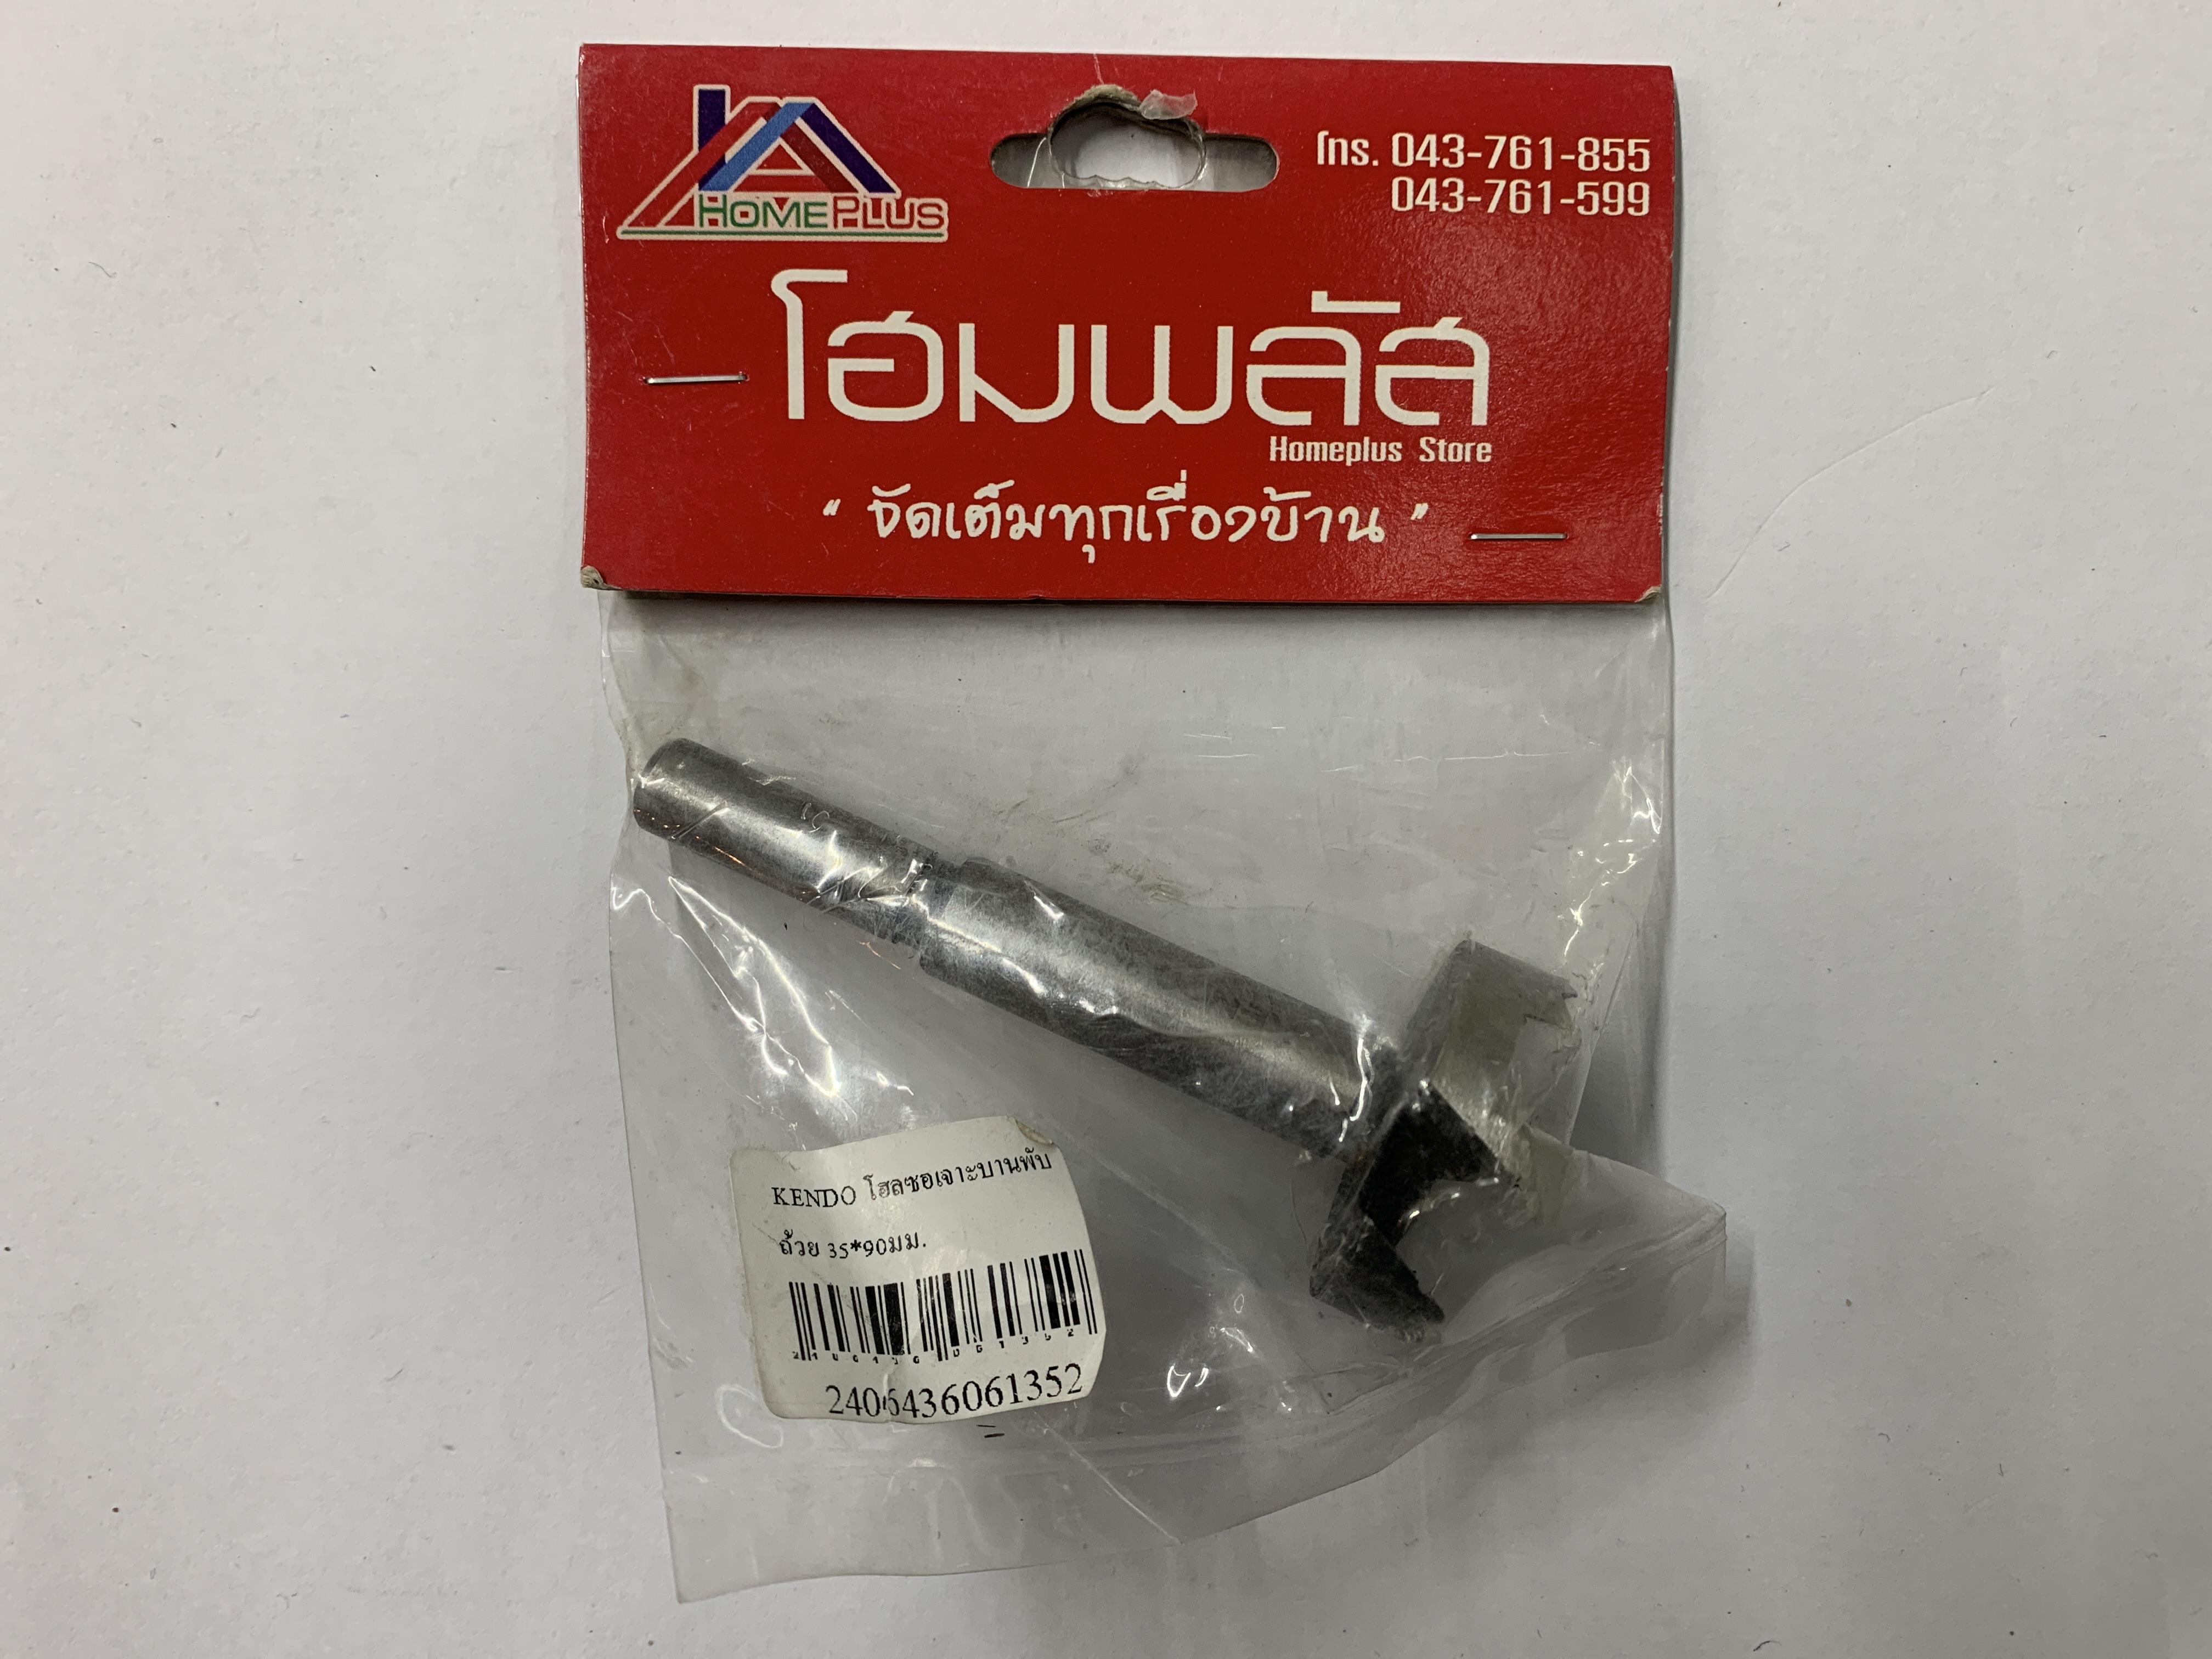 HOMEPLUS
โทร. 043-761-855
043-761-599
โฮมพลัส
Homeplus Store
“ จัดเต็มทุกเรื่องบ้าน ”
KENDO โฮลซอเจาะบานพับ
ถ้วย 35*90มม.
2406436061352